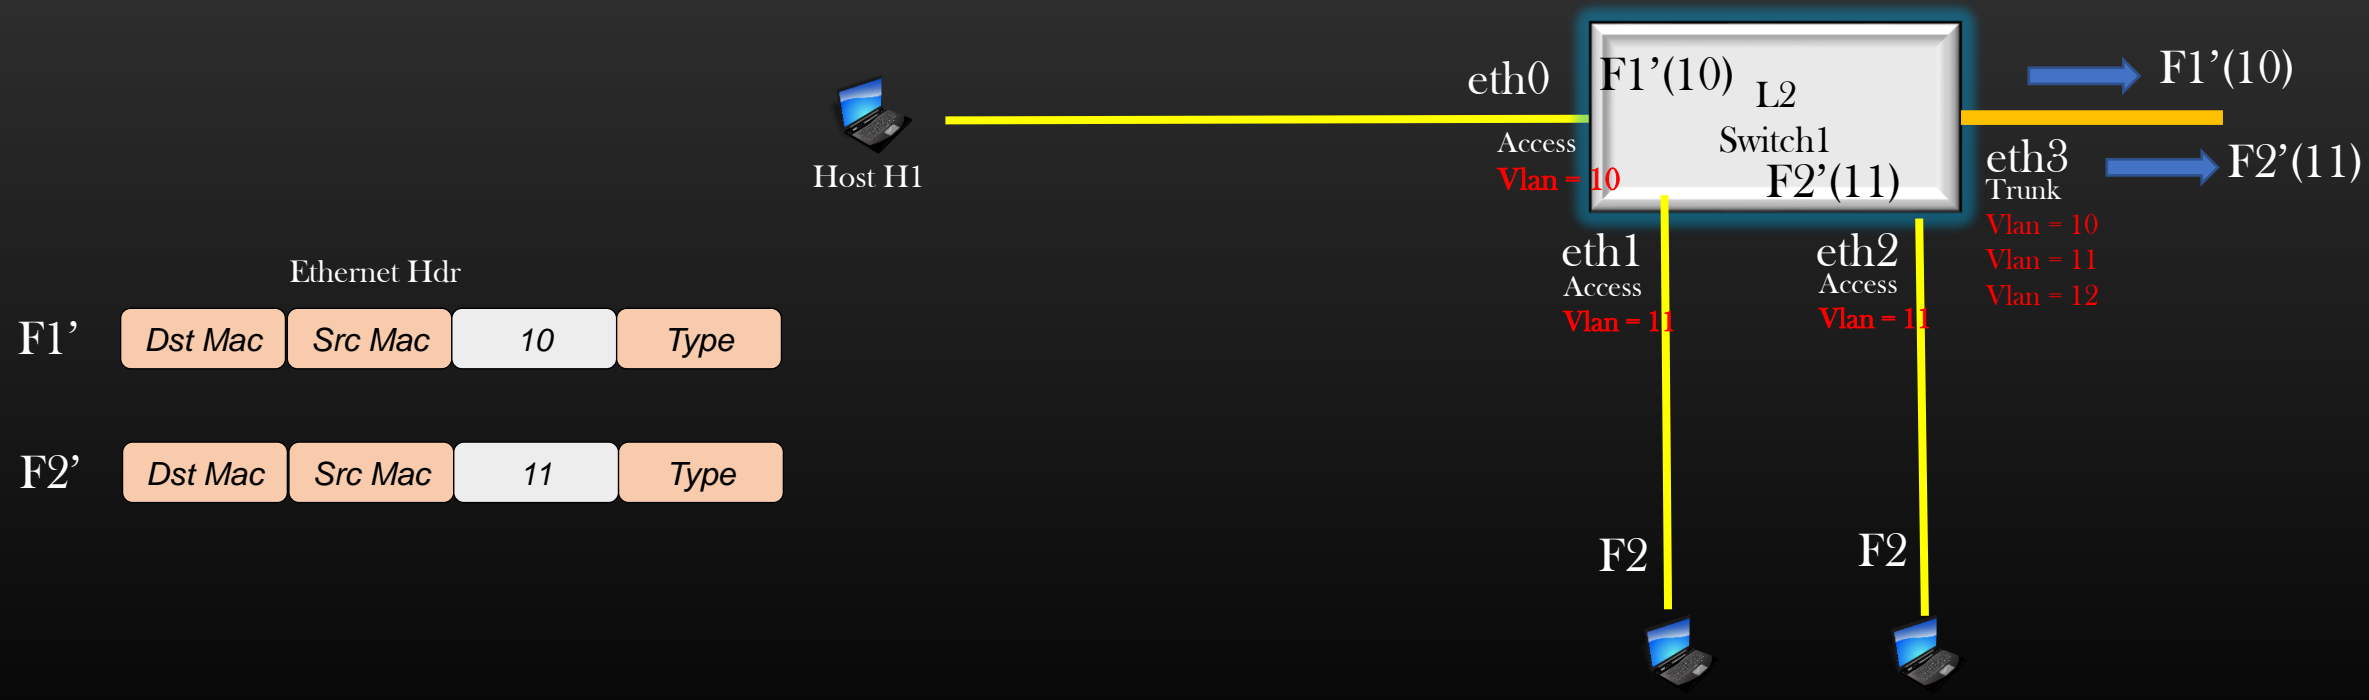 eth0
F1’(10)
L2
Switch1
F2’(11)
F1’(10)
F2’(11)
Access
Vlan = 10
Host H1
eth3
Trunk
Vlan = 10
Vlan = 11
Vlan = 12
eth1
Access
Vlan = 11
eth2
Access
Vlan = 11
Ethernet Hdr
F1’ Dst Mac Src Mac 10 Type
F2’ Dst Mac Src Mac 11 Type
F2
F2